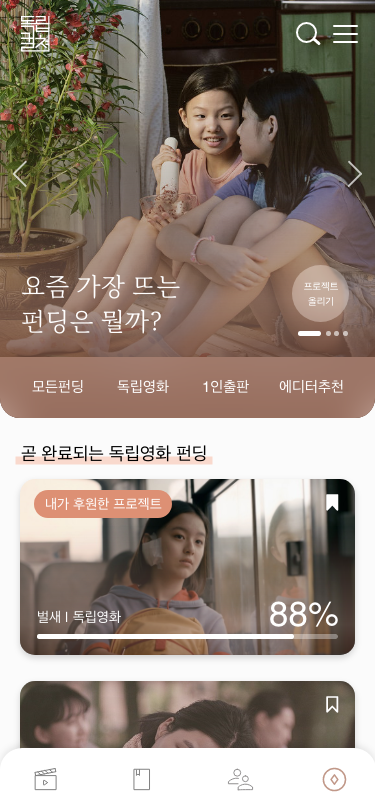 독립
요즘 가장 뜨는
펀딩은 뭘까?
프로젝트
올리기
모든펀딩 독립영화 1인출판 에디터추천
곧 완료되는 독립영화 펀딩
내가 후원한 프로젝트
벌새 I 독립영화
88%